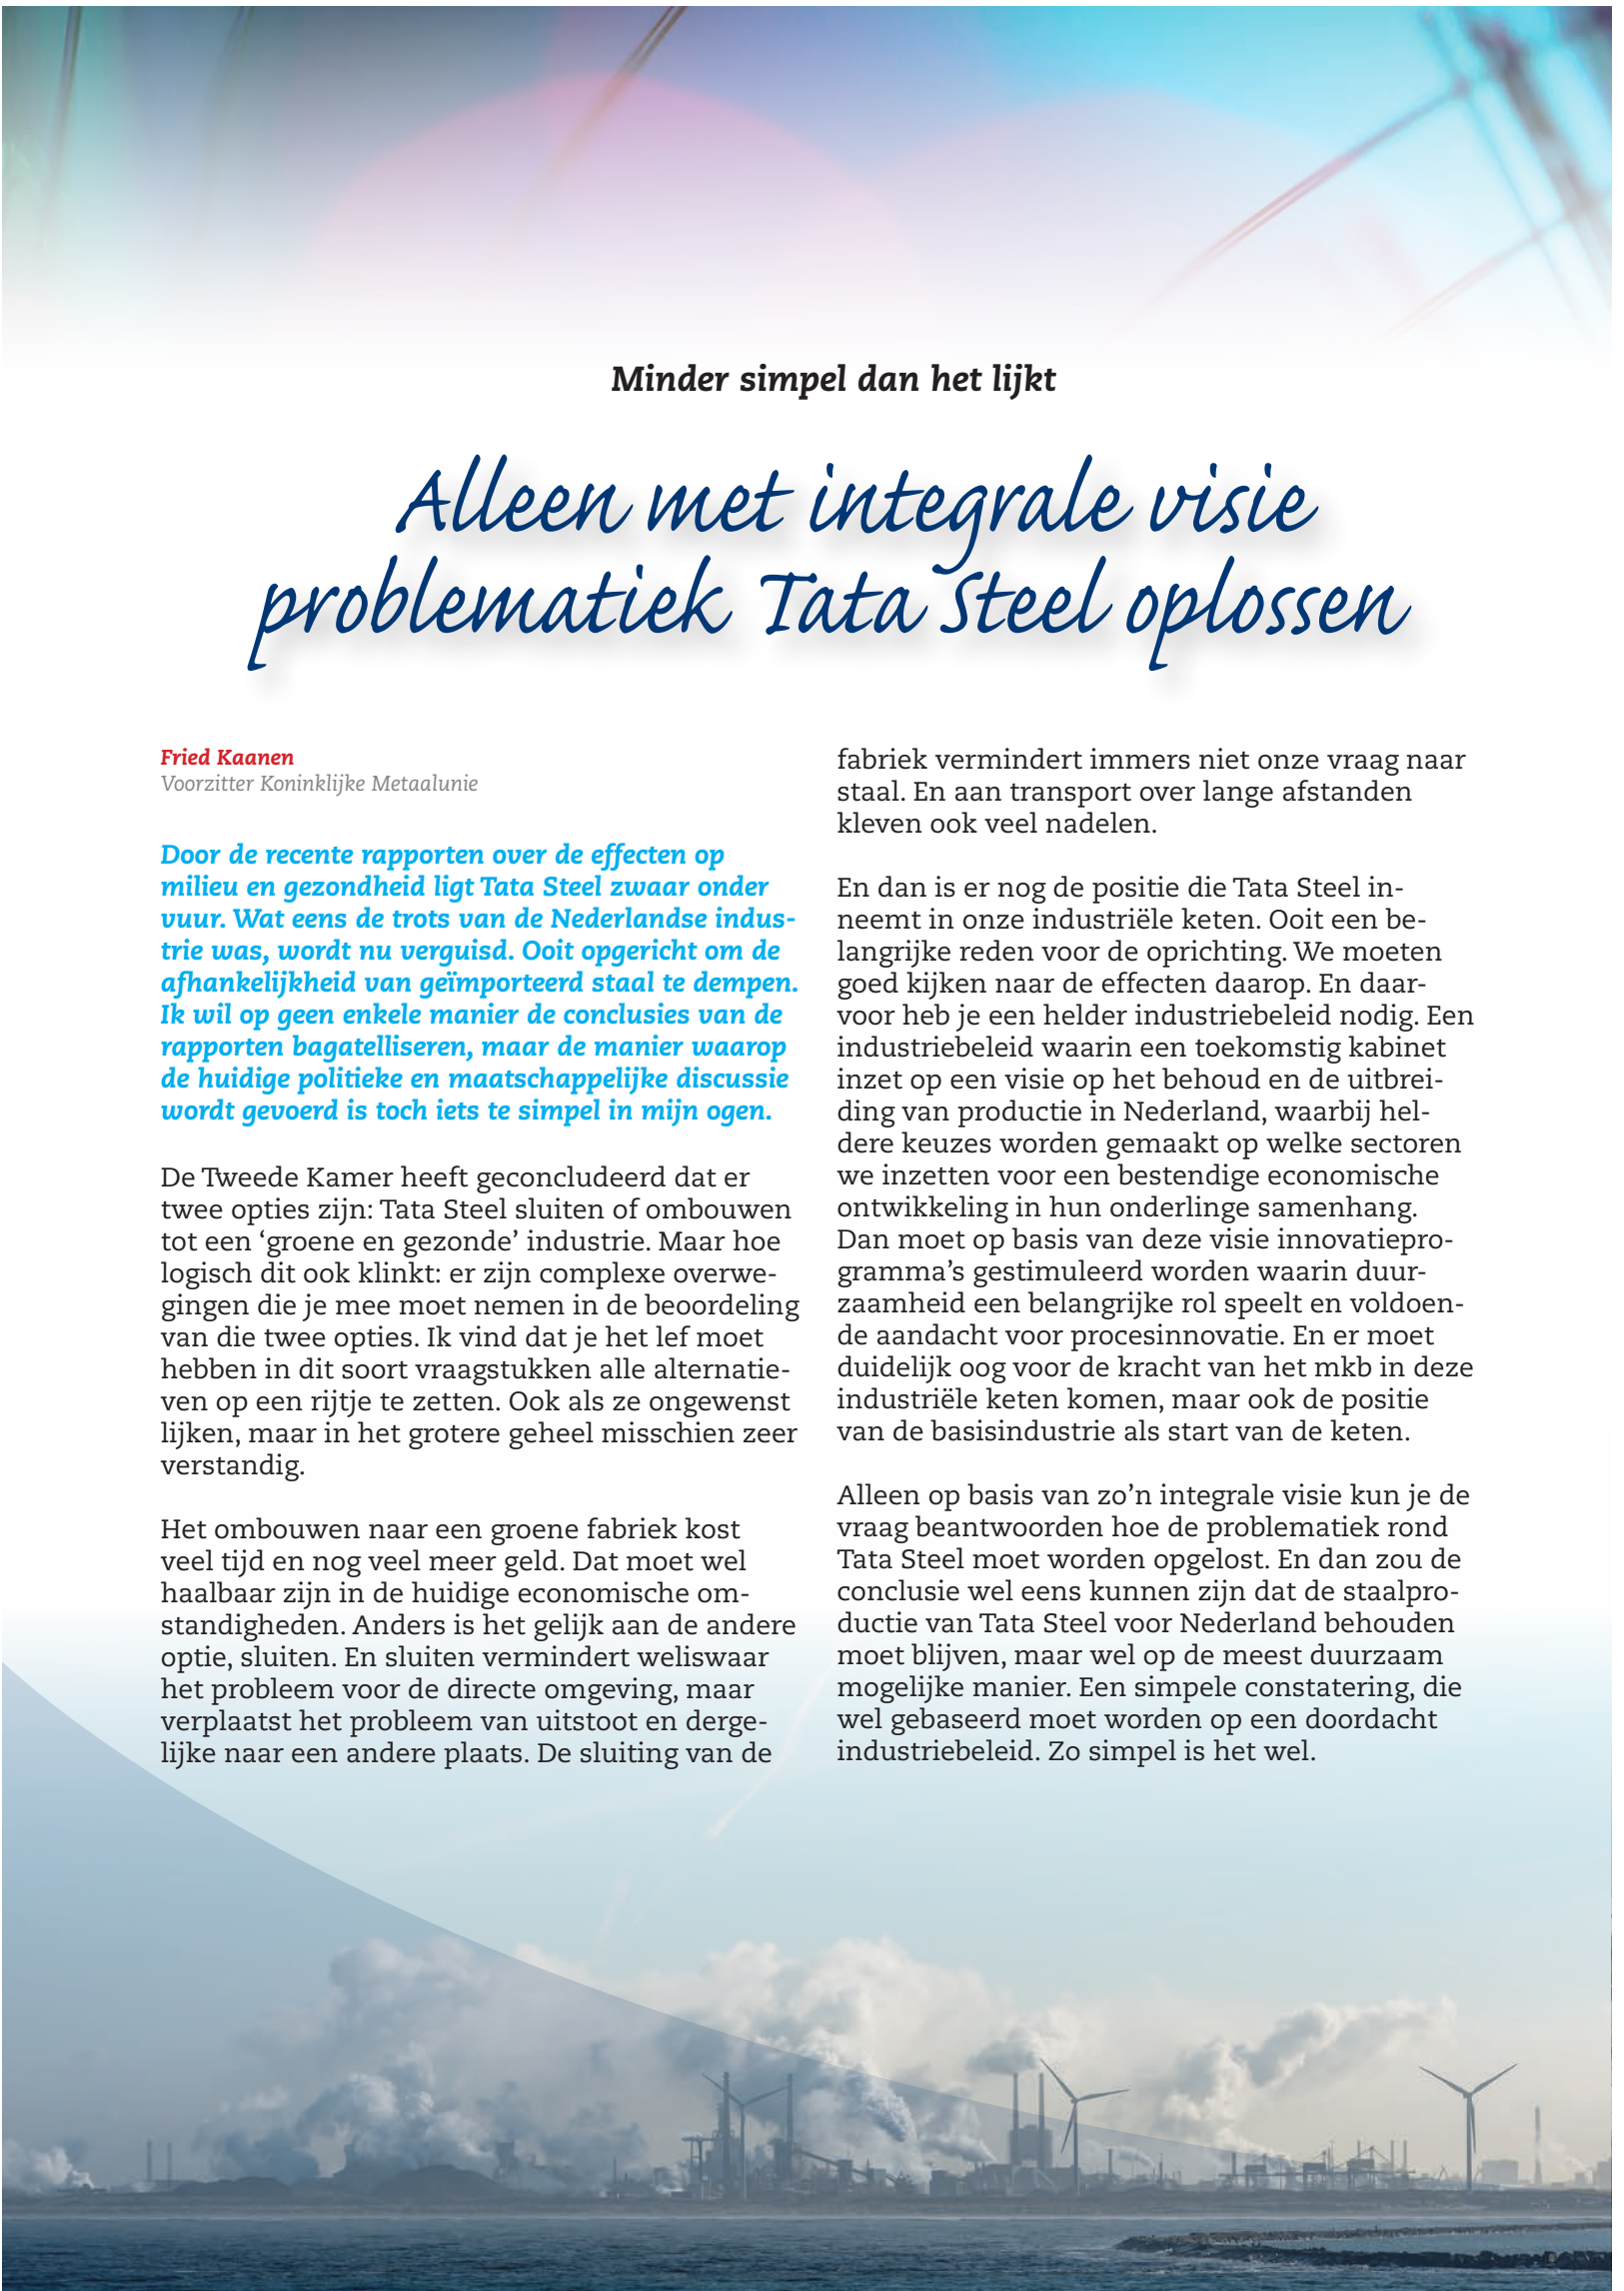 Minder simpel dan het lijkt
Alleen met integrale visie
problematiek Tata Steel oplossen
Fried Kaanen
Voorzitter Koninklijke Metaalunie
Door de recente rapporten over de effecten op
milieu en gezondheid ligt Tata Steel zwaar onder
vuur. Wat eens de trots van de Nederlandse indus-
trie was, wordt nu verguisd. Ooit opgericht om de
afhankelijkheid van geïmporteerd staal te dempen.
Ik wil op geen enkele manier de conclusies van de
rapporten bagatelliseren, maar de manier waarop
de huidige politieke en maatschappelijke discussie
wordt gevoerd is toch iets te simpel in mijn ogen.
De Tweede Kamer heeft geconcludeerd dat er
twee opties zijn: Tata Steel sluiten of ombouwen
tot een ‘groene en gezonde’ industrie. Maar hoe
logisch dit ook klinkt: er zijn complexe overwe-
gingen die je mee moet nemen in de beoordeling
van die twee opties. Ik vind dat je het lef moet
hebben in dit soort vraagstukken alle alternatie-
ven op een rijtje te zetten. Ook als ze ongewenst
lijken, maar in het grotere geheel misschien zeer
verstandig.
Het ombouwen naar een groene fabriek kost
veel tijd en nog veel meer geld. Dat moet wel
haalbaar zijn in de huidige economische om-
standigheden. Anders is het gelijk aan de andere
optie, sluiten. En sluiten vermindert weliswaar
het probleem voor de directe omgeving, maar
verplaatst het probleem van uitstoot en derge-
lijke naar een andere plaats. De sluiting van de
fabriek vermindert immers niet onze vraag naar
staal. En aan transport over lange afstanden
kleven ook veel nadelen.
En dan is er nog de positie die Tata Steel in-
neemt in onze industriële keten. Ooit een be-
langrijke reden voor de oprichting. We moeten
goed kijken naar de effecten daarop. En daar-
voor heb je een helder industriebeleid nodig. Een
industriebeleid waarin een toekomstig kabinet
inzet op een visie op het behoud en de uitbrei-
ding van productie in Nederland, waarbij hel-
dere keuzes worden gemaakt op welke sectoren
we inzetten voor een bestendige economische
ontwikkeling in hun onderlinge samenhang.
Dan moet op basis van deze visie innovatiepro-
gramma’s gestimuleerd worden waarin duur-
zaamheid een belangrijke rol speelt en voldoen-
de aandacht voor procesinnovatie. En er moet
duidelijk oog voor de kracht van het mkb in deze
industriële keten komen, maar ook de positie
van de basisindustrie als start van de keten.
Alleen op basis van zo’n integrale visie kun je de
vraag beantwoorden hoe de problematiek rond
Tata Steel moet worden opgelost. En dan zou de
conclusie wel eens kunnen zijn dat de staalpro-
ductie van Tata Steel voor Nederland behouden
moet blijven, maar wel op de meest duurzaam
mogelijke manier. Een simpele constatering, die
wel gebaseerd moet worden op een doordacht
industriebeleid. Zo simpel is het wel.